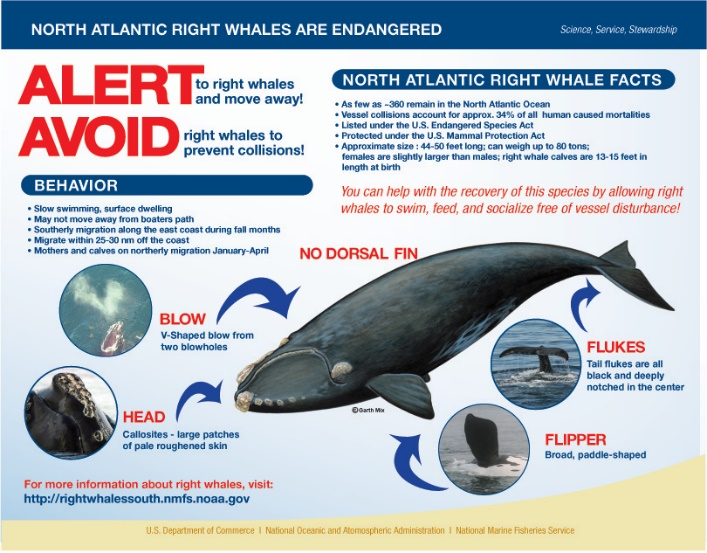 NORTH ATLANTIC RIGHT WHALES ARE ENDANGERED
Science, Service, Stewardship
ALERT to right whales
and move away!
AVOID right whales to
prevent collisions!
BEHAVIOR
• Slow swimming, surface dwelling
• May not move away from boaters path
• Southerly migration along the east coast during fall months
• Migrate within 25-30 nm off the coast
• Mothers and calves on northerly migration January-April
NORTH ATLANTIC RIGHT WHALE FACTS
• As few as ~360 remain in the North Atlantic Ocean
• Vessel collisions account for approx. 34% of all human caused mortalities
• Listed under the U.S. Endangered Species Act
• Protected under the U.S. Mammal Protection Act
• Approximate size : 44-50 feet long; can weigh up to 80 tons;
females are slightly larger than males; right whale calves are 13-15 feet in
length at birth
You can help with the recovery of this species by allowing right
whales to swim, feed, and socialize free of vessel disturbance!
NO DORSAL FIN
BLOW
V-Shaped blow from
two blowholes
HEAD
Callosites - large patches
of pale roughened skin
© Garth Mix
FLUKES
Tail flukes are all
black and deeply
notched in the center
FLIPPER
Broad, paddle-shaped
For more information about right whales, visit:
http://rightwhalessouth.nmfs.noaa.gov
U.S. Department of Commerce | National Oceanic and Atomospheric Administration | National Marine Fisheries Service